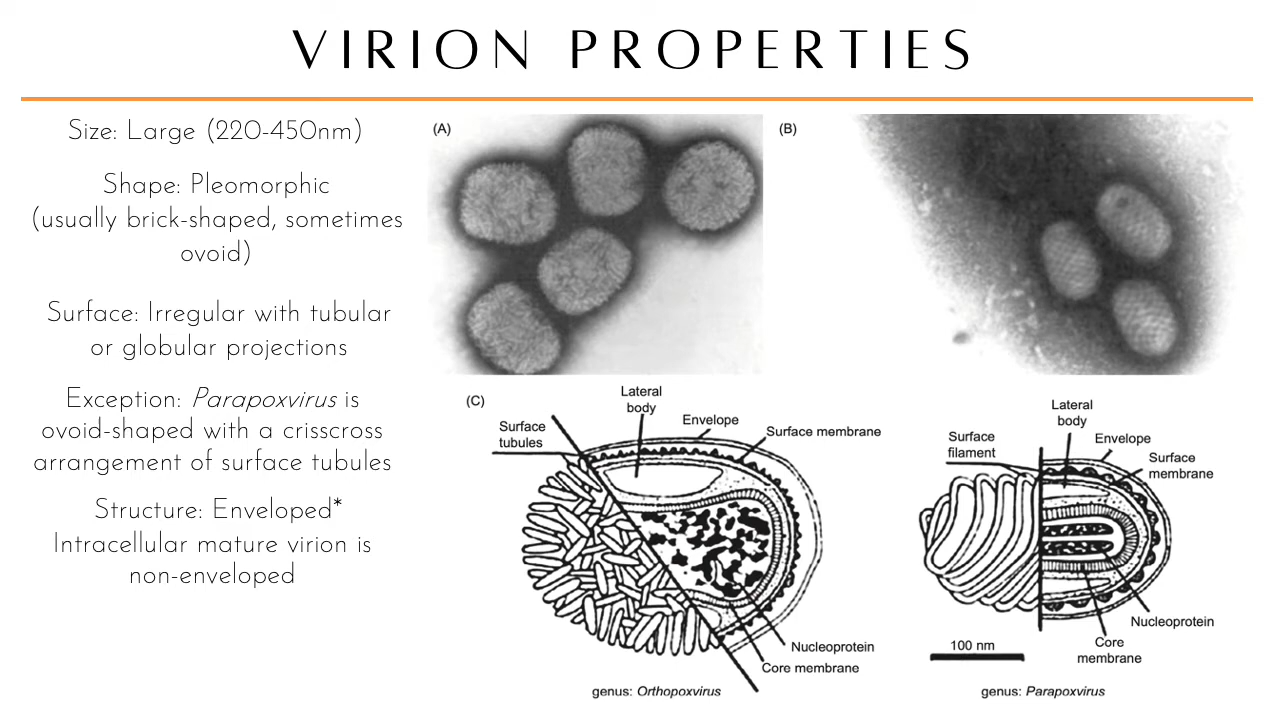 VIRION PROPERTIES
Size: Large (220-450nm)
Shape: Pleomorphic
(usually brick-shaped, sometimes
ovoid)
Surface: Irregular with tubular
or globular projections
Exception: Parapoxvirus is
ovoid-shaped with a crisscross
arrangement of surface tubules
Structure: Enveloped*
Intracellular mature virion is
non-enveloped
(A)
(B)
(C)
Lateral
body
Surface
tubules
Envelope
Surface membrane
Nucleoprotein
Core membrane
genus: Orthopoxvirus
Lateral
body
Surface
filament
Envelope
Surface
membrane
Nucleoprotein
Core
membrane
100 nm
genus: Parapoxvirus